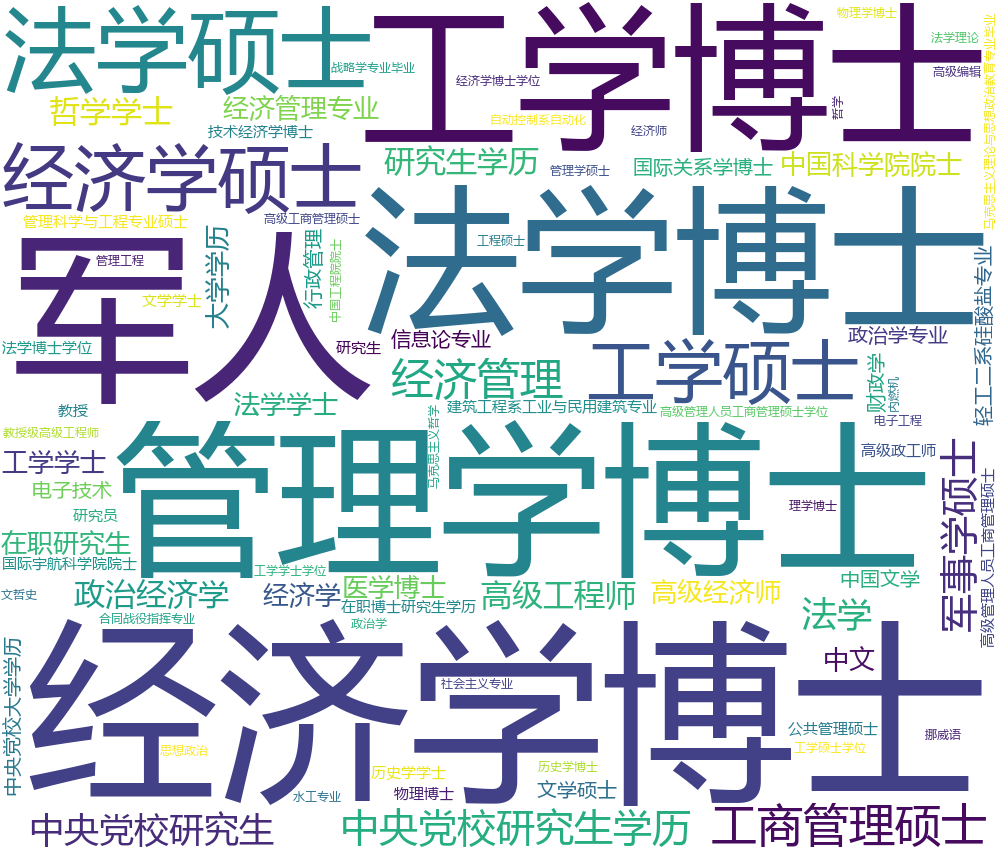 法学硕士
工学博士
物理学博士
法学理论
战略学专业毕业
经济学博士学位
高级编辑
马克思主义理论与思想政治教育专业毕业
哲学学士
经济管理专业
哲学
自动控制系自动化
技术经济学博士
经济师
经济学硕士
研究生学历
管理学硕士
国际关系学博士
中国科学院院士
管理科学与工程专业硕士
高级工商管理硕士
法学博士
军人
大学学历
行政管理
中国工程院院士
工程硕士
管理工程
文学学士
轻工二系硅酸盐专业
法学博士学位
研究生
信息论专业
政治学专业
工学硕士
经济管理
财政学
内燃机
法学学士
教授
马克思主义哲学
建筑工程系工业与民用建筑专业
高级管理人员工商管理硕士学位
电子工程
教授级高级工程师
管理学博士
高级政工师
工学学士
军事学硕士
高级管理人员工商管理硕士
电子技术
理学博士
研究员
在职研究生
国际宇航科学院院士
工学学士学位
医学博士
中国文学
文哲史
政治经济学
经济学
在职博士研究生学历
高级工程师
高级经济师
法学
合同战役指挥专业
政治学
经济学博士
中央党校大学学历
中文
社会主义专业
公共管理硕士
挪威语
思想政治
工学硕士学位
历史学学士
历史学博士
水工专业
物理博士
文学硕士
中央党校研究生
中央党校研究生学历
工商管理硕士